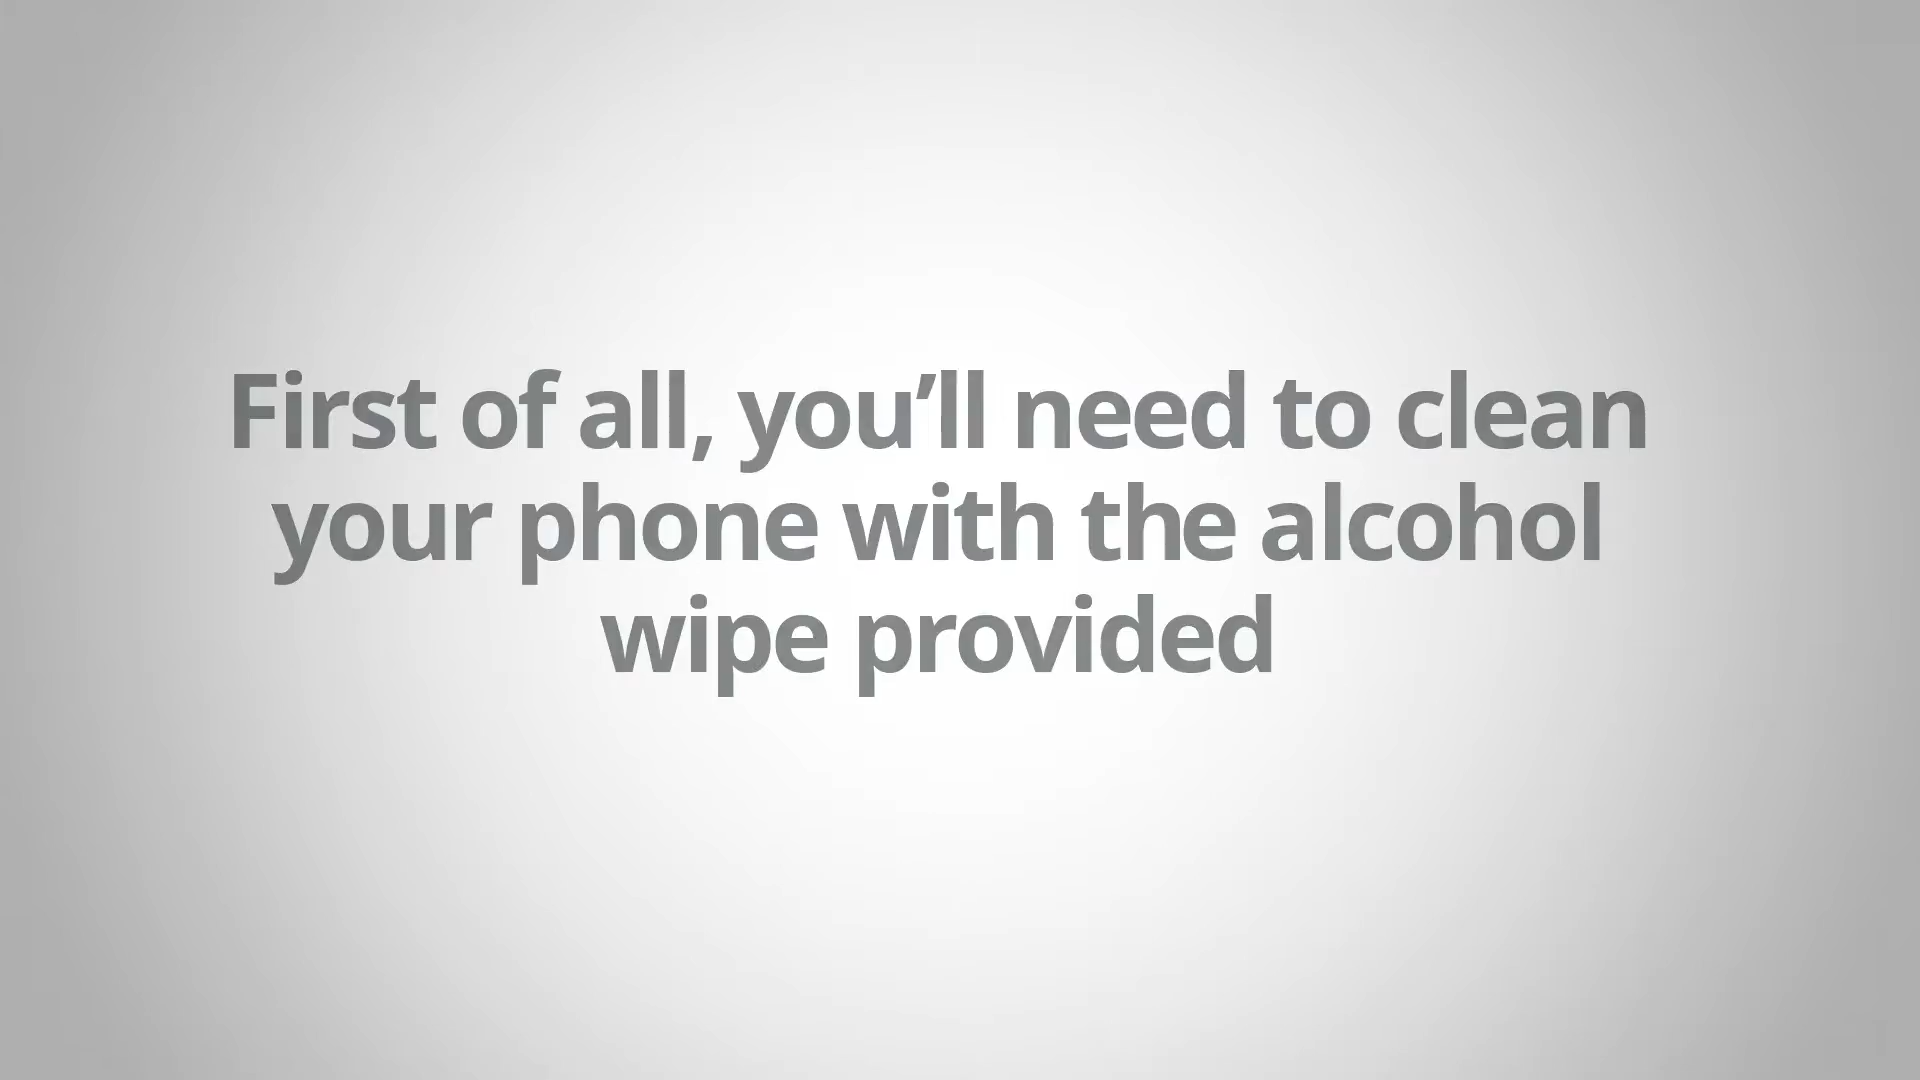 First of all, you’ll need to clean
your phone with the alcohol
wipe provided